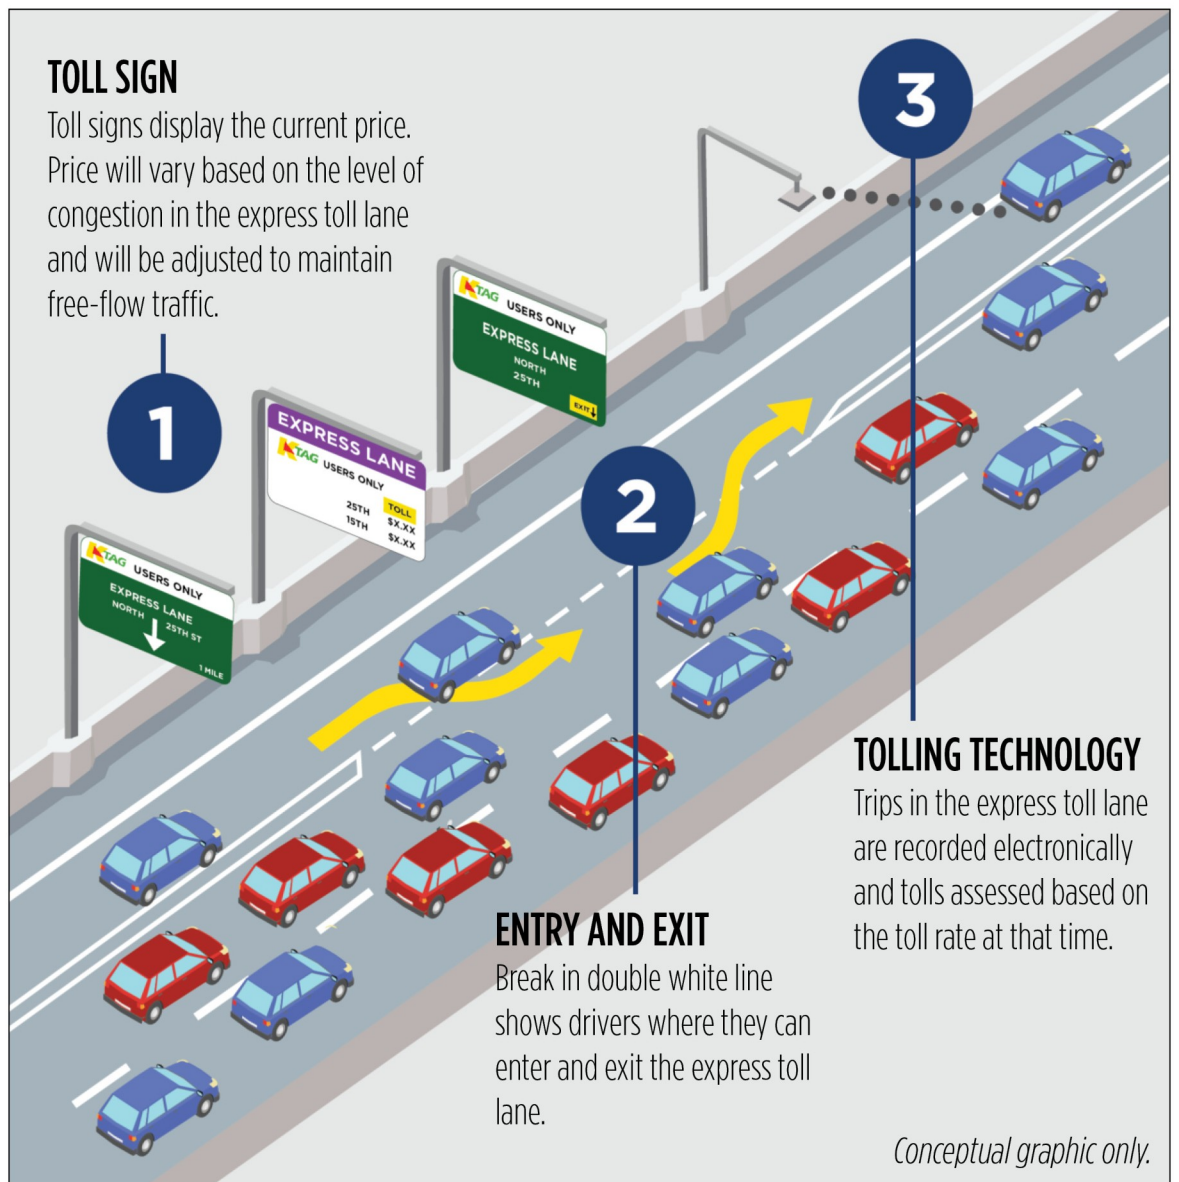 TOLL SIGN
Toll signs display the current price.
Price will vary based on the level of
congestion in the express toll lane
and will be adjusted to maintain
free-flow traffic.
1
KTAG USERS ONLY
EXPRESS LANE
NORTH 25TH ST
1 MILE
EXPRESS LANE
KTAG USERS ONLY
TOLL
25TH $X.XX
15TH $X.XX
KTAG USERS ONLY
EXPRESS LANE
NORTH
25TH
EXIT
2
ENTRY AND EXIT
Break in double white line
shows drivers where they can
enter and exit the express toll
lane.
3
TOLLING TECHNOLOGY
Trips in the express toll lane
are recorded electronically
and tolls assessed based on
the toll rate at that time.
Conceptual graphic only.